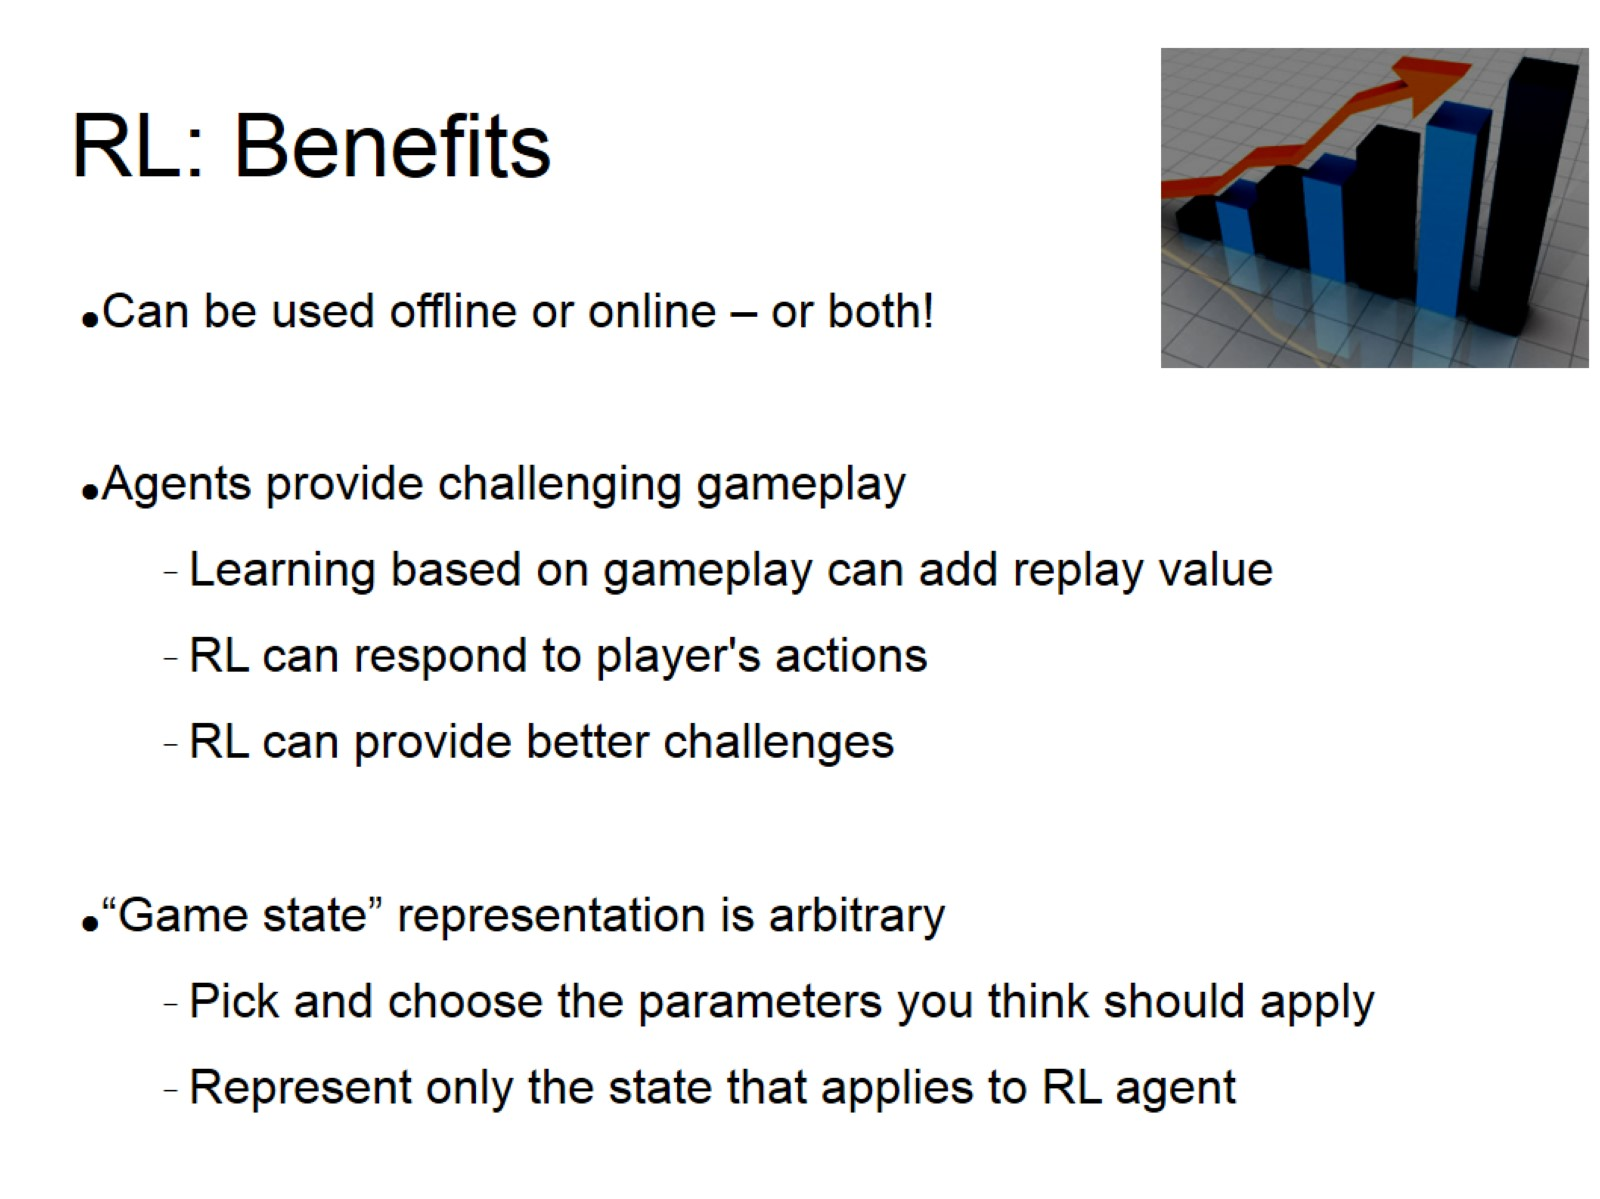 RL: Benefits
●Can be used offline or online – or both!
●Agents provide challenging gameplay
– Learning based on gameplay can add replay value
– RL can respond to player's actions
– RL can provide better challenges
●“Game state” representation is arbitrary
– Pick and choose the parameters you think should apply
– Represent only the state that applies to RL agent